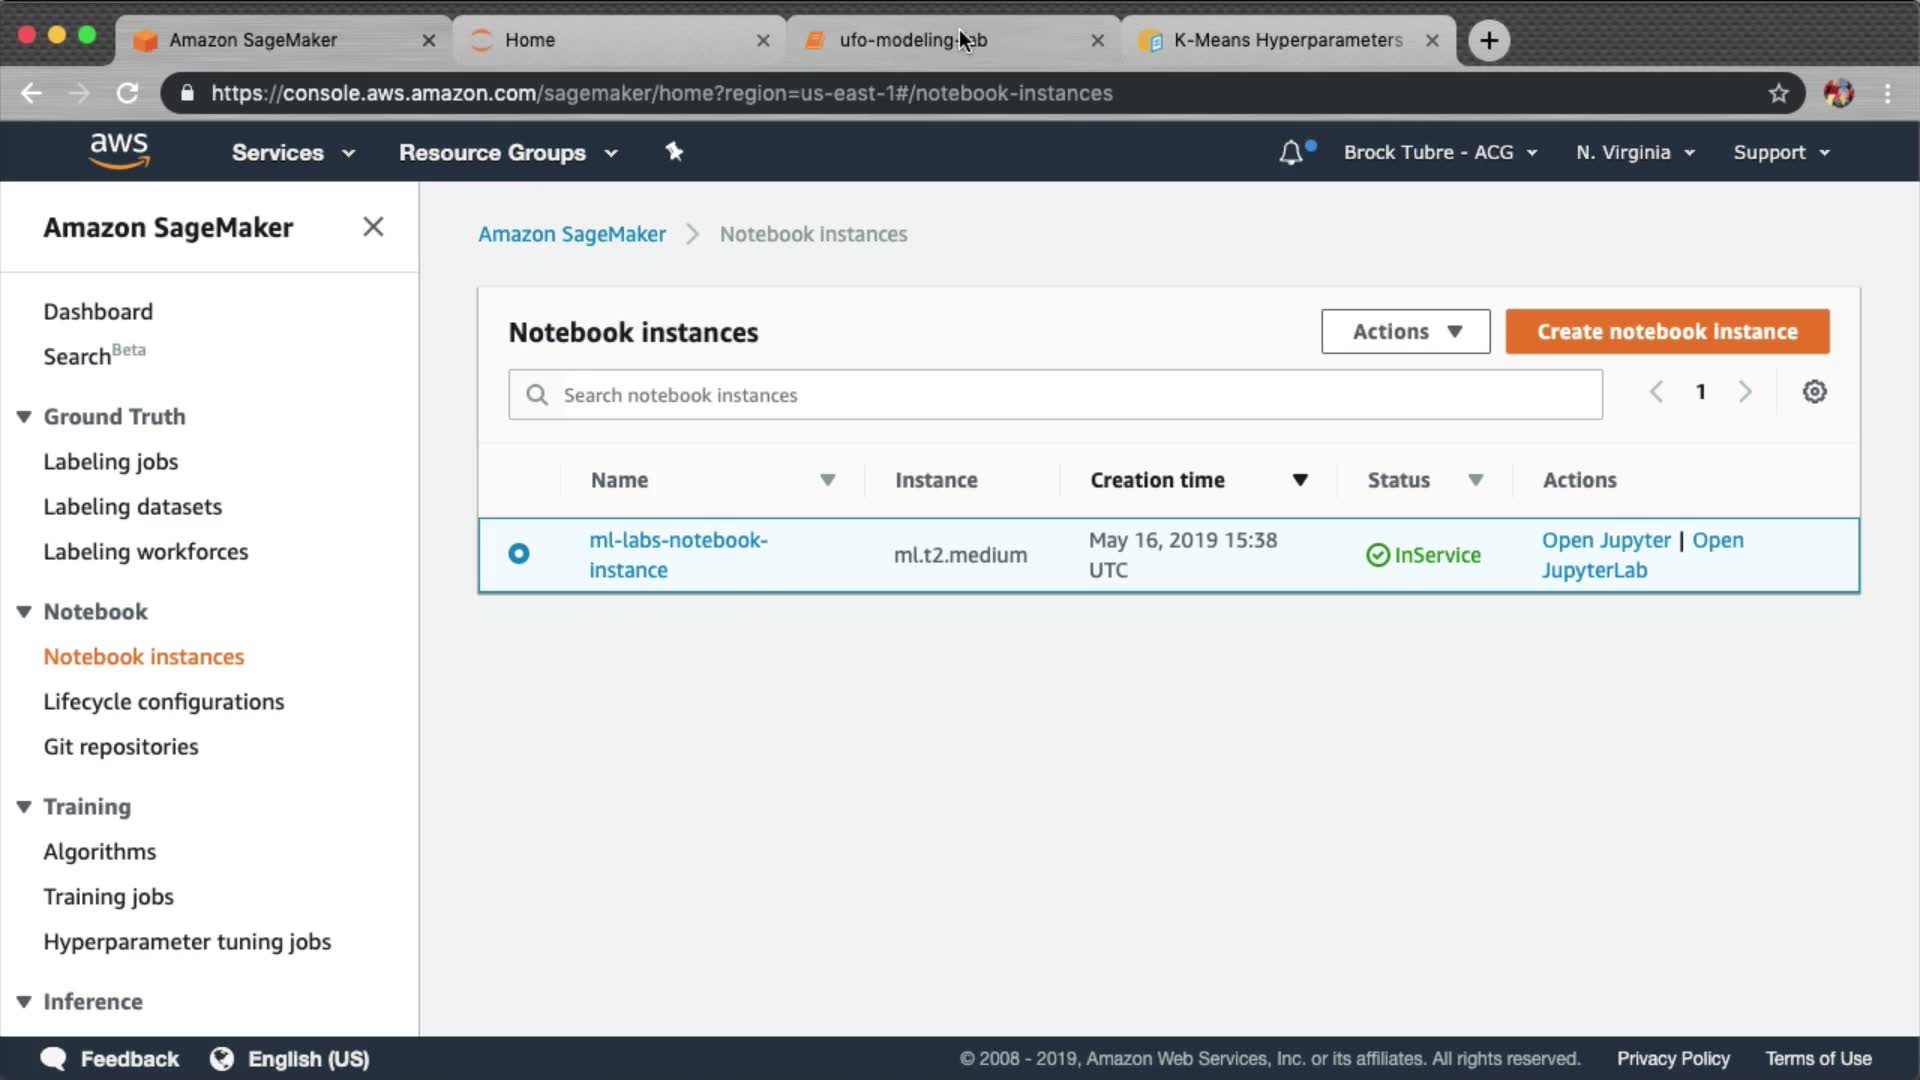 Amazon SageMaker
Home
ufo-modeling-lab
K-Means Hyperparameters
https://console.aws.amazon.com/sagemaker/home?region=us-east-1#/notebook-instances
aws
Services
Resource Groups
Brock Tubre - ACG
N. Virginia
Support
Amazon SageMaker
Dashboard
Search Beta
Ground Truth
Labeling jobs
Labeling datasets
Labeling workforces
Notebook
Notebook instances
Lifecycle configurations
Git repositories
Training
Algorithms
Training jobs
Hyperparameter tuning jobs
Inference
Amazon SageMaker
Notebook instances
Notebook instances
Actions
Create notebook instance
Search notebook instances
1
Name
Instance
Creation time
Status
Actions
ml-labs-notebook-
instance
ml.t2.medium
May 16, 2019 15:38
UTC
InService
Open Jupyter | Open
JupyterLab
Feedback
English (US)
© 2008 - 2019, Amazon Web Services, Inc. or its affiliates. All rights reserved.
Privacy Policy
Terms of Use